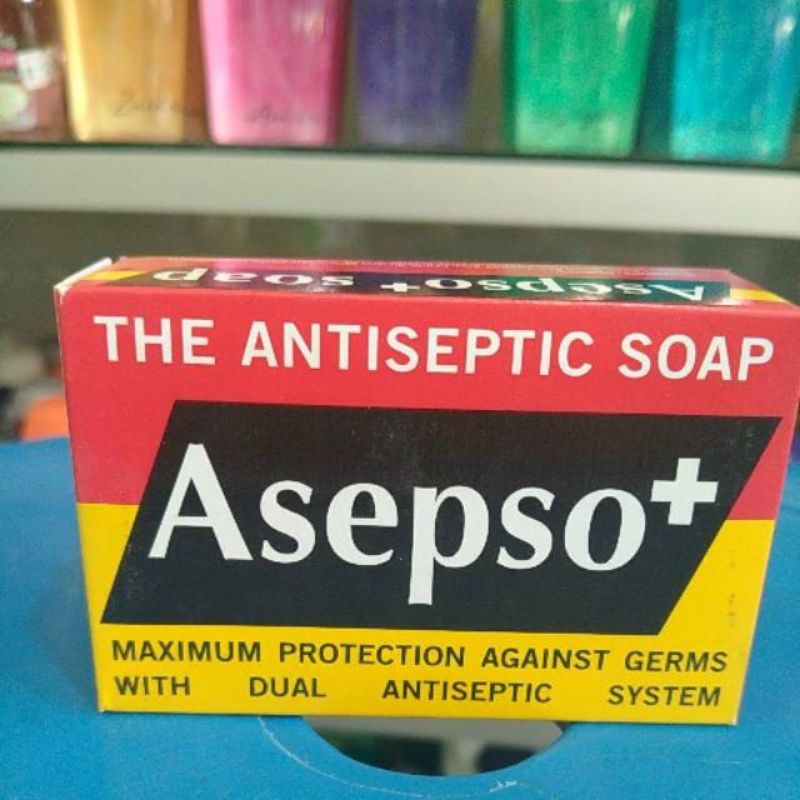 Asepso+ soap
THE ANTISEPTIC SOAP
Asepso+
MAXIMUM PROTECTION AGAINST GERMS
WITH DUAL ANTISEPTIC SYSTEM